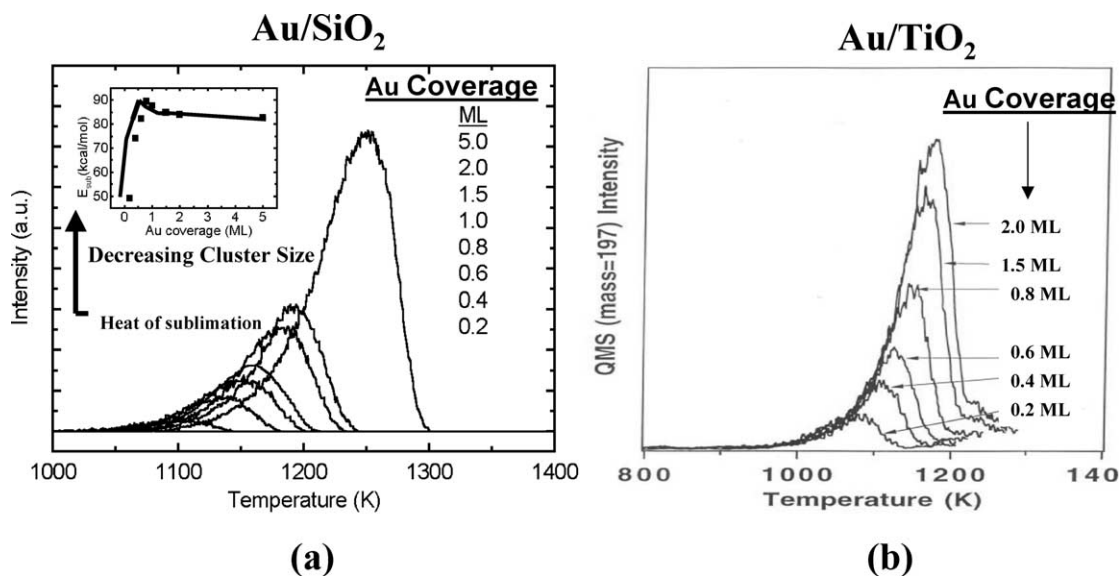 Au/SiO₂
Au Coverage
ML
5.0
2.0
1.5
1.0
0.8
0.6
0.4
0.2
90
80
70
60
50
E_sub(kcal/mol)
0 1 2 3 4 5
Au coverage (ML)
Decreasing Cluster Size
Heat of sublimation
Intensity (a.u.)
1000 1100 1200 1300 1400
Temperature (K)
(a)
Au/TiO₂
Au Coverage
QMS (mass=197) Intensity
2.0 ML
1.5 ML
0.8 ML
0.6 ML
0.4 ML
0.2 ML
800 1000 1200 140
Temperature (K)
(b)